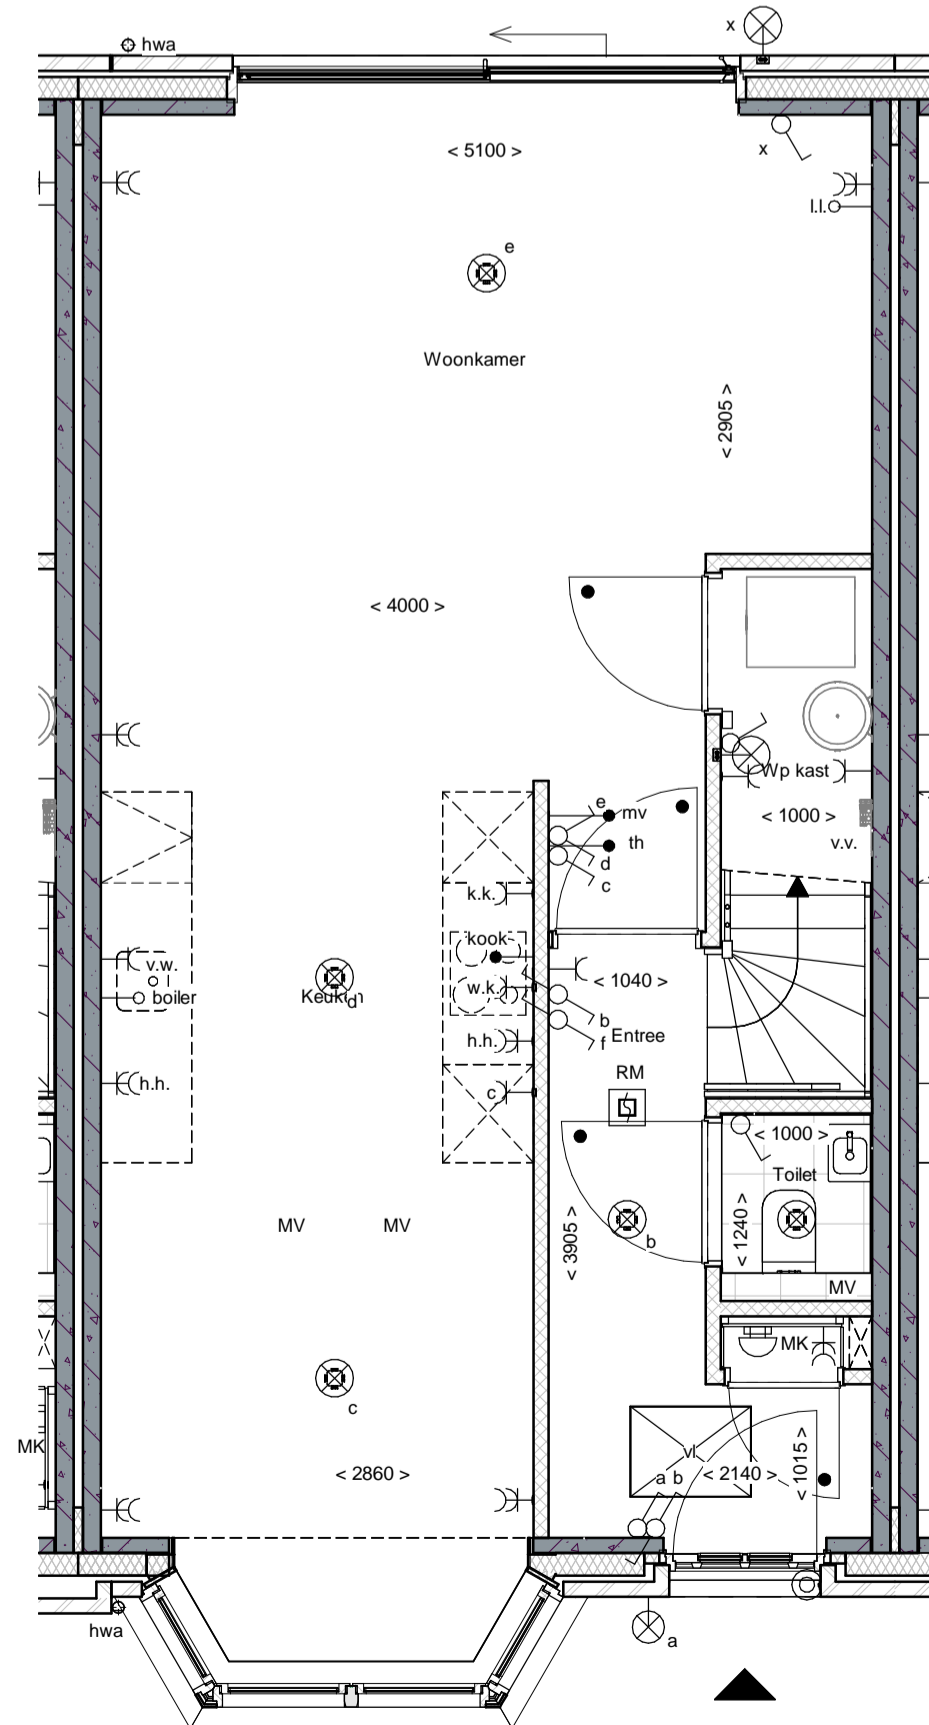 x
hwa
< 5100 >
x
l.l.
e
Woonkamer
< 2905 >
< 4000 >
Wp kast
< 1000 >
v.v.
e
mv
th
d
c
k.k.
kook
v.w.
boiler
Keuken
d
w.k.
< 1040 >
b
f
Entree
h.h.
h.h.
c
RM
< 1000 >
Toilet
< 3905 >
< 1240 >
b
MV
MV
MV
MK
c
MK
vl
< 2860 >
a b
< 2140 >
< 1015 >
hwa
a